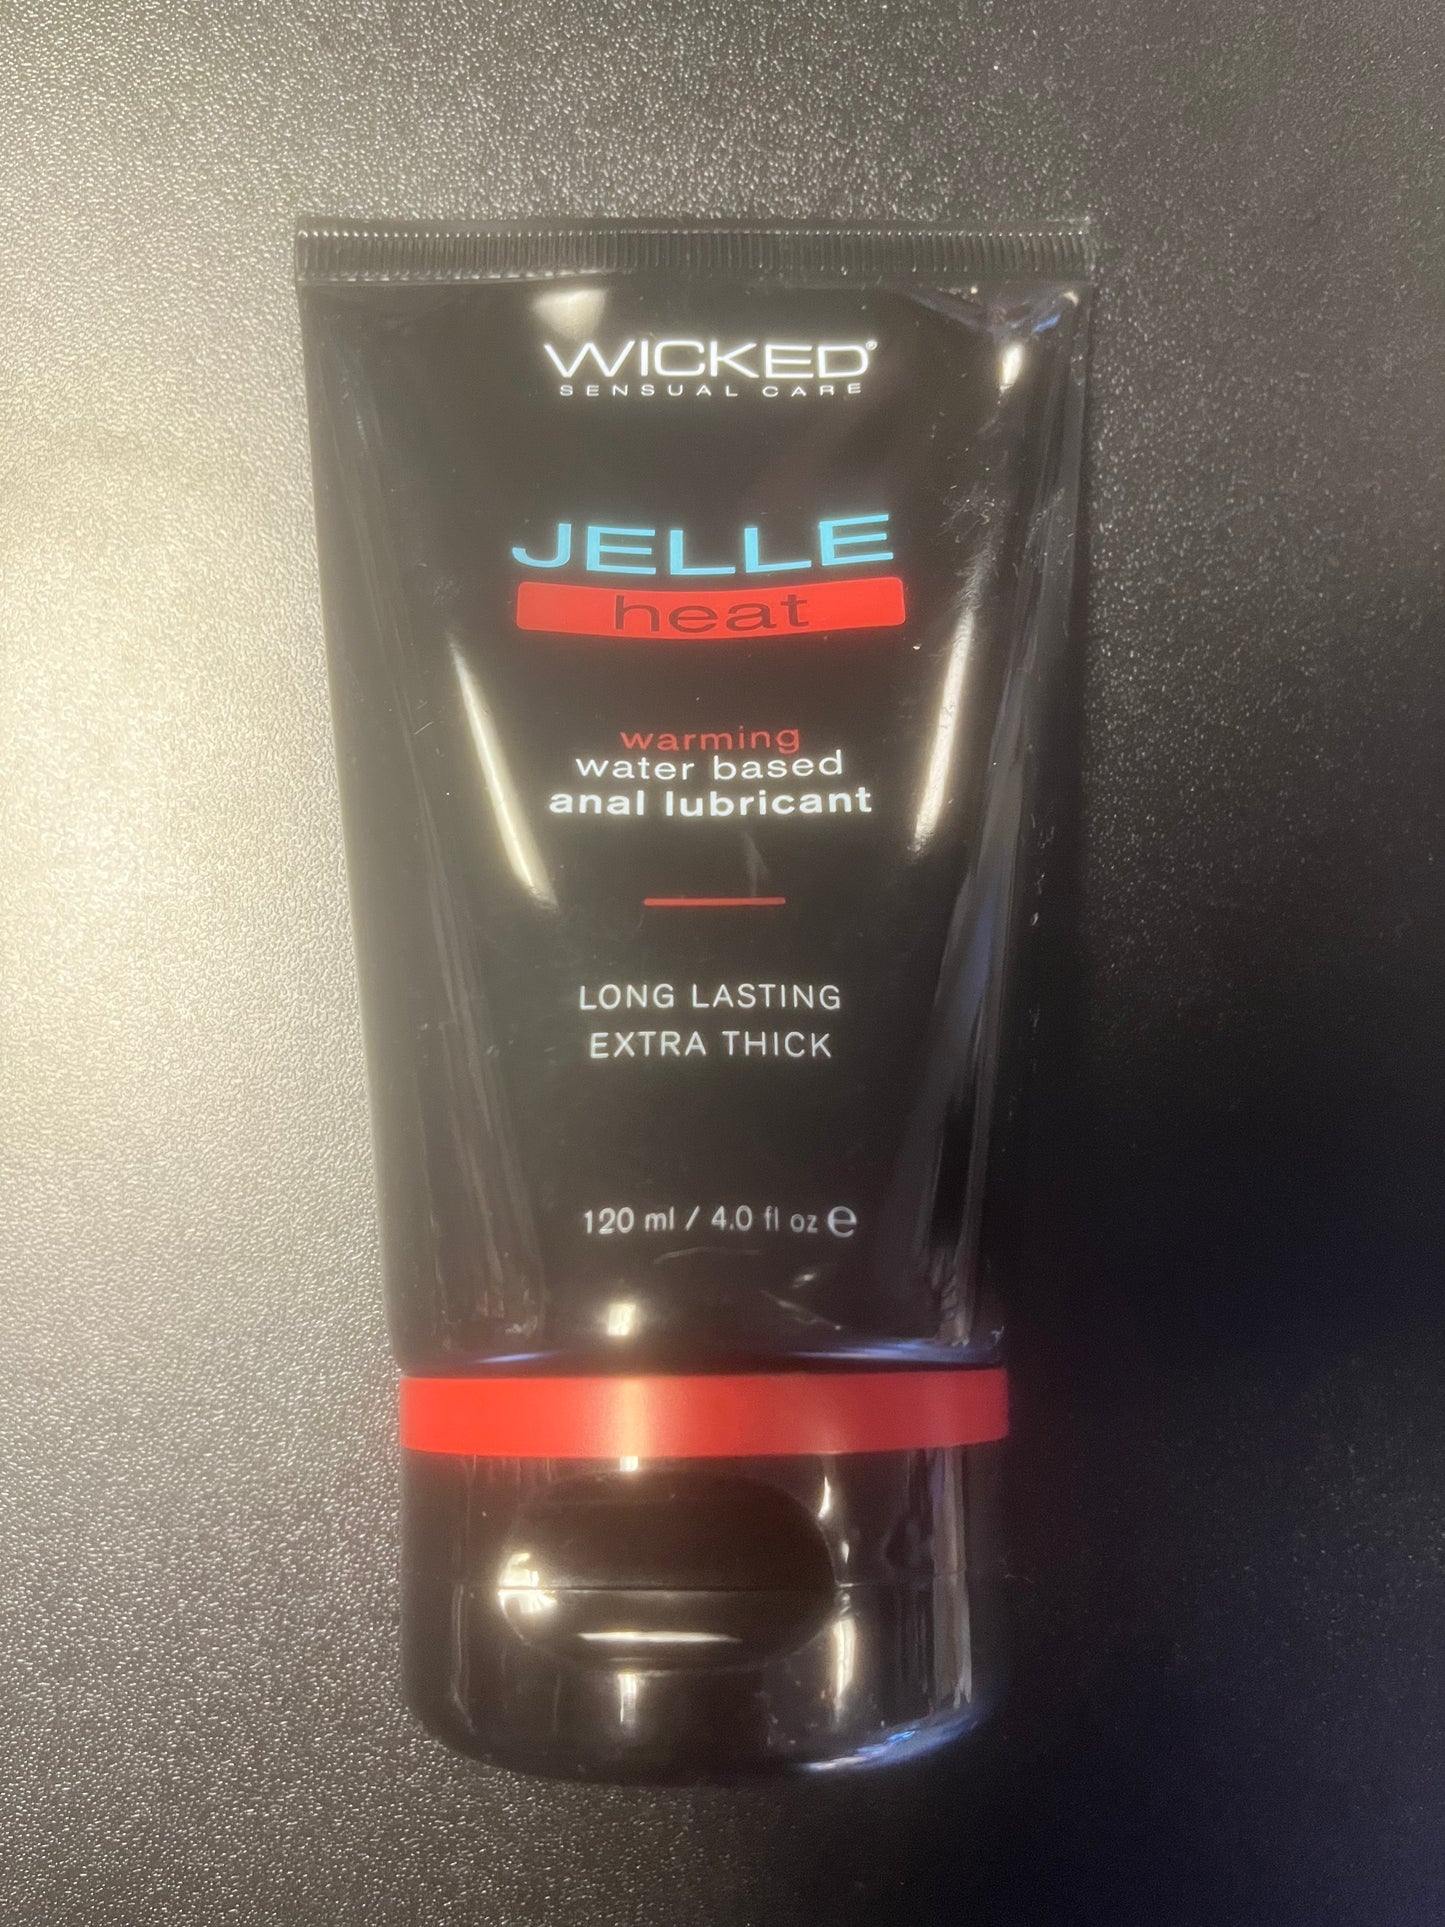 WICKED®
SENSUAL CARE
JELLE
heat
warming
water based
anal lubricant
LONG LASTING
EXTRA THICK
120 ml / 4.0 fl oz ℮